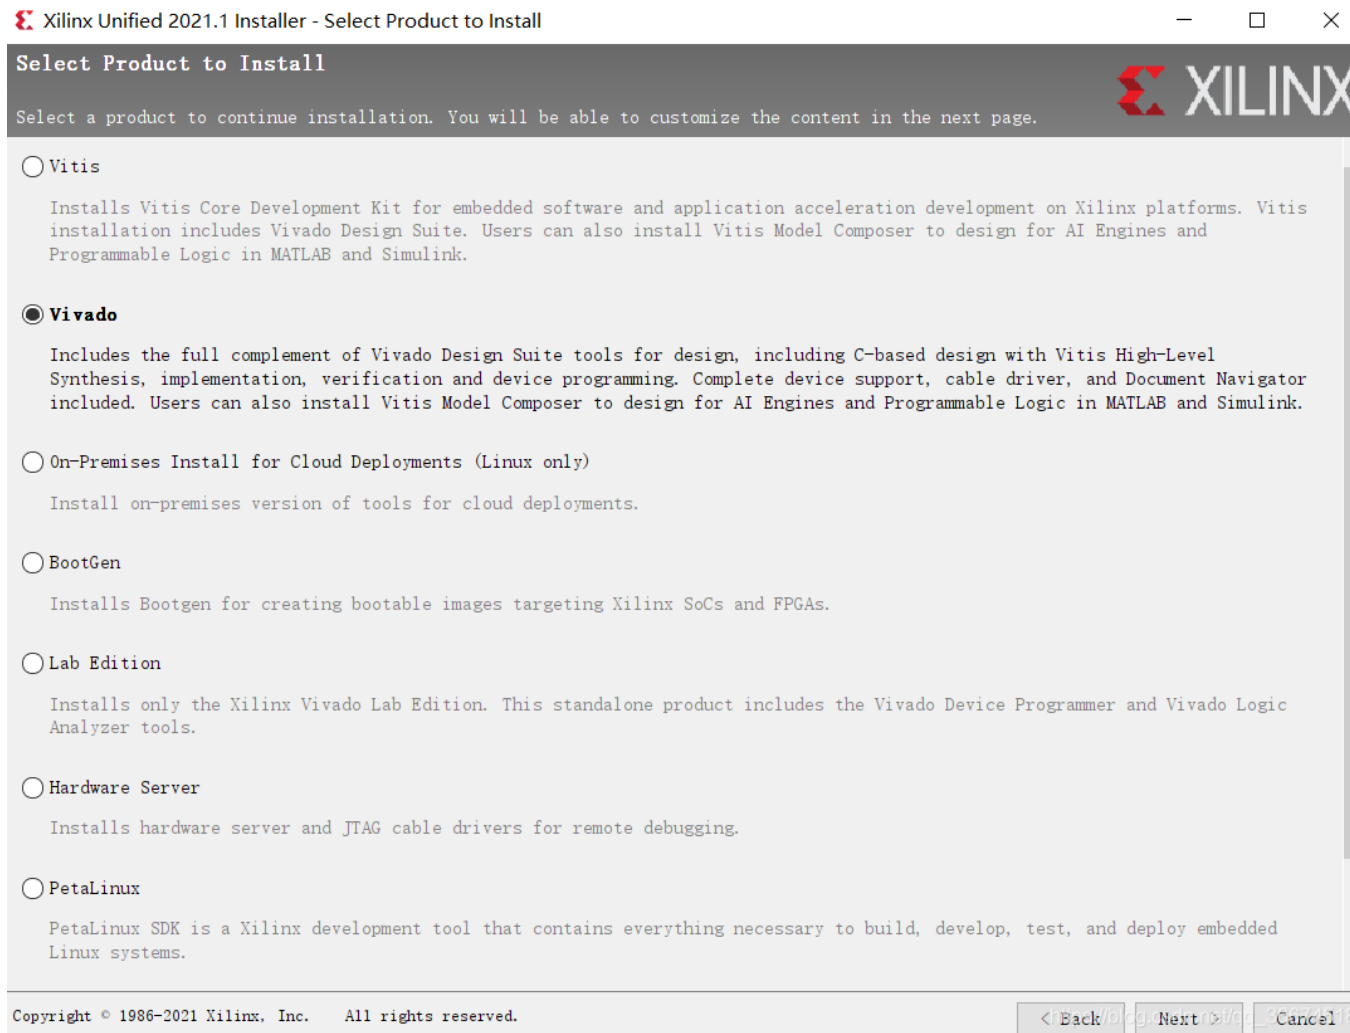 Xilinx Unified 2021.1 Installer - Select Product to Install
Select Product to Install
XILINX
Select a product to continue installation. You will be able to customize the content in the next page.
Vitis
Installs Vitis Core Development Kit for embedded software and application acceleration development on Xilinx platforms. Vitis
installation includes Vivado Design Suite. Users can also install Vitis Model Composer to design for AI Engines and
Programmable Logic in MATLAB and Simulink.
Vivado
Includes the full complement of Vivado Design Suite tools for design, including C-based design with Vitis High-Level
Synthesis, implementation, verification and device programming. Complete device support, cable driver, and Document Navigator
included. Users can also install Vitis Model Composer to design for AI Engines and Programmable Logic in MATLAB and Simulink.
On-Premises Install for Cloud Deployments (Linux only)
Install on-premises version of tools for cloud deployments.
BootGen
Installs Bootgen for creating bootable images targeting Xilinx SoCs and FPGAs.
Lab Edition
Installs only the Xilinx Vivado Lab Edition. This standalone product includes the Vivado Device Programmer and Vivado Logic
Analyzer tools.
Hardware Server
Installs hardware server and JTAG cable drivers for remote debugging.
PetaLinux
PetaLinux SDK is a Xilinx development tool that contains everything necessary to build, develop, test, and deploy embedded
Linux systems.
Copyright © 1986-2021 Xilinx, Inc. All rights reserved.
< Back Next > Cancel